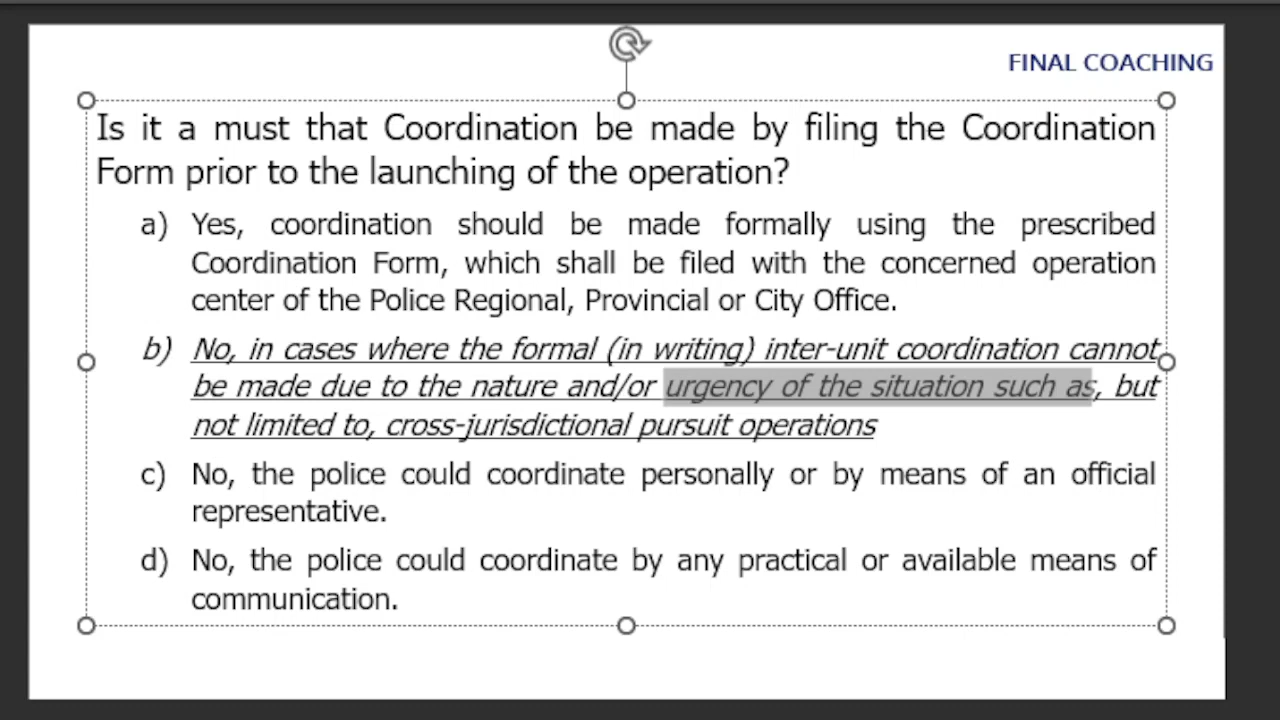 FINAL COACHING
Is it a must that Coordination be made by filing the Coordination
Form prior to the launching of the operation?
a) Yes, coordination should be made formally using the prescribed
Coordination Form, which shall be filed with the concerned operation
center of the Police Regional, Provincial or City Office.
b) No, in cases where the formal (in writing) inter-unit coordination cannot
be made due to the nature and/or urgency of the situation such as, but
not limited to, cross-jurisdictional pursuit operations
c) No, the police could coordinate personally or by means of an official
representative.
d) No, the police could coordinate by any practical or available means of
communication.